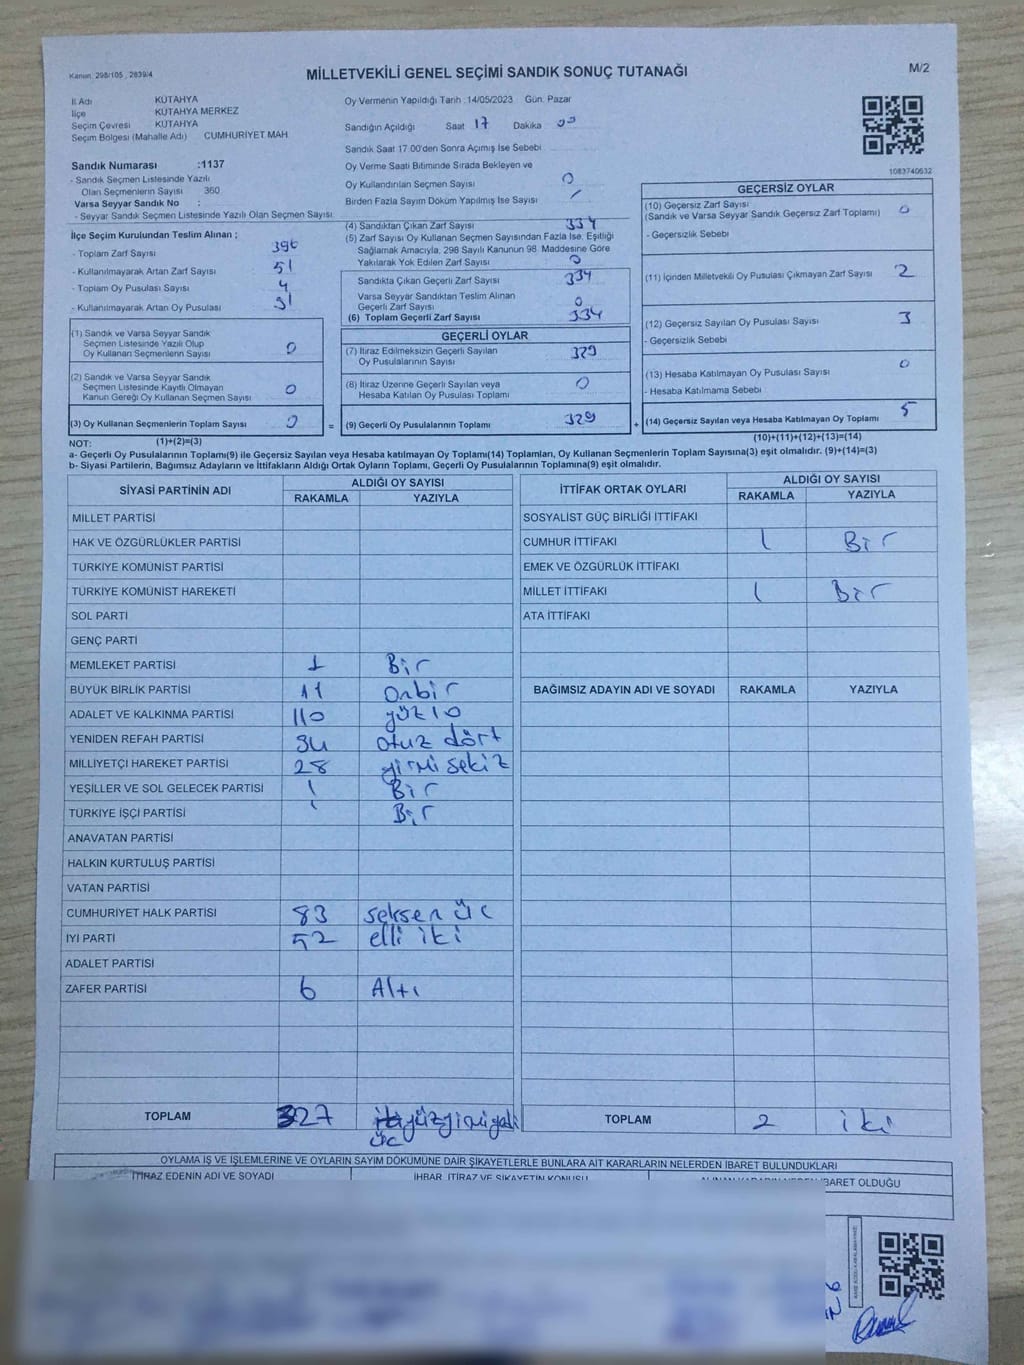 Kanun. 298/105 , 2839/4
MİLLETVEKİLİ GENEL SEÇİMİ SANDIK SONUÇ TUTANAĞI
M/2
İl Adı KÜTAHYA
İlçe KÜTAHYA MERKEZ
Seçim Çevresi KÜTAHYA
Seçim Bölgesi (Mahalle Adı) CUMHURİYET MAH
Sandık Numarası :1137
- Sandık Seçmen Listesinde Yazılı
Olan Seçmenlerin Sayısı 360
Varsa Seyyar Sandık No :
- Seyyar Sandık Seçmen Listesinde Yazılı Olan Seçmen Sayısı
İlçe Seçim Kurulundan Teslim Alınan ;
- Toplam Zarf Sayısı 396
- Kullanılmayarak Artan Zarf Sayısı 51
- Toplam Oy Pusulası Sayısı 4
- Kullanılmayarak Artan Oy Pusulası 51
Oy Vermenin Yapıldığı Tarih :14/05/2023 Gün. Pazar
Sandığın Açıldığı Saat 17 Dakika 00
Sandık Saat 17.00'den Sonra Açımış İse Sebebi
Oy Verme Saati Bitiminde Sırada Bekleyen ve
Oy Kullandırılan Seçmen Sayısı 0
Birden Fazla Sayım Döküm Yapılmış İse Sayısı
(4) Sandıktan Çıkan Zarf Sayısı 334
(5) Zarf Sayısı Oy Kullanan Seçmen Sayısından Fazla İse, Eşitliği
Sağlamak Amacıyla, 298 Sayılı Kanunun 98. Maddesine Göre
Yakılarak Yok Edilen Zarf Sayısı 0
Sandıkta Çıkan Geçerli Zarf Sayısı 334
Varsa Seyyar Sandıktan Teslim Alınan
Geçerli Zarf Sayısı 0
(6) Toplam Geçerli Zarf Sayısı 334
1083740632
GEÇERSİZ OYLAR
(10) Geçersiz Zarf Sayısı
(Sandık ve Varsa Seyyar Sandık Geçersiz Zarf Toplamı) 0
- Geçersizlik Sebebi
(11) İçinden Milletvekili Oy Pusulası Çıkmayan Zarf Sayısı 2
(12) Geçersiz Sayılan Oy Pusulası Sayısı 3
- Geçersizlik Sebebi
(13) Hesaba Katılmayan Oy Pusulası Sayısı 0
- Hesaba Katılmama Sebebi
(14) Geçersiz Sayılan veya Hesaba Katılmayan Oy Toplamı 5
(10)+(11)+(12)+(13)=(14)
(1) Sandık ve Varsa Seyyar Sandık
Seçmen Listesinde Yazılı Olup
Oy Kullanan Seçmenlerin Sayısı 0
(2) Sandık ve Varsa Seyyar Sandık
Seçmen Listesinde Kayıtlı Olmayan
Kanun Gereği Oy Kullanan Seçmen Sayısı 0
(3) Oy Kullanan Seçmenlerin Toplam Sayısı 0
=
GEÇERLİ OYLAR
(7) İtiraz Edilmeksizin Geçerli Sayılan
Oy Pusulalarının Sayısı 329
(8) İtiraz Üzerine Geçerli Sayılan veya
Hesaba Katılan Oy Pusulası Toplamı 0
(9) Geçerli Oy Pusulalarının Toplamı 329
+
NOT: (1)+(2)=(3)
a- Geçerli Oy Pusulalarının Toplamı(9) ile Geçersiz Sayılan veya Hesaba katılmayan Oy Toplamı(14) Toplamları, Oy Kullanan Seçmenlerin Toplam Sayısına(3) eşit olmalıdır. (9)+(14)=(3)
b- Siyasi Partilerin, Bağımsız Adayların ve İttifakların Aldığı Ortak Oyların Toplamı, Geçerli Oy Pusulalarının Toplamına(9) eşit olmalıdır.
SİYASİ PARTİNİN ADI ALDIĞI OY SAYISI
RAKAMLA YAZIYLA
MİLLET PARTİSİ
HAK VE ÖZGÜRLÜKLER PARTİSİ
TÜRKİYE KOMÜNİST PARTİSİ
TÜRKİYE KOMÜNİST HAREKETİ
SOL PARTİ
GENÇ PARTİ
MEMLEKET PARTİSİ 1 Bir
BÜYÜK BİRLİK PARTİSİ 11 Onbir
ADALET VE KALKINMA PARTİSİ 110 yüz 10
YENİDEN REFAH PARTİSİ 34 otuz dört
MİLLİYETÇİ HAREKET PARTİSİ 28 yirmi sekiz
YEŞİLLER VE SOL GELECEK PARTİSİ 1 Bir
TÜRKİYE İŞÇİ PARTİSİ 1 Bir
ANAVATAN PARTİSİ
HALKIN KURTULUŞ PARTİSİ
VATAN PARTİSİ
CUMHURİYET HALK PARTİSİ 83 seksen üç
İYİ PARTİ 52 elli iki
ADALET PARTİSİ
ZAFER PARTİSİ 6 Altı
TOPLAM 327 yüzyirmiyedi
üç
İTTİFAK ORTAK OYLARI ALDIĞI OY SAYISI
RAKAMLA YAZIYLA
SOSYALİST GÜÇ BİRLİĞİ İTTİFAKI
CUMHUR İTTİFAKI 1 Bir
EMEK VE ÖZGÜRLÜK İTTİFAKI
MİLLET İTTİFAKI 1 Bir
ATA İTTİFAKI
BAĞIMSIZ ADAYIN ADI VE SOYADI RAKAMLA YAZIYLA
TOPLAM 2 iki
OYLAMA İŞ VE İŞLEMLERİNE VE OYLARIN SAYIM DÖKÜMÜNE DAİR ŞİKAYETLERLE BUNLARA AİT KARARLARIN NELERDEN İBARET BULUNDUKLARI
İTİRAZ EDENİN ADI VE SOYADI İHBAR, İTİRAZ VE ŞİKAYETİN KONUSU İBARET OLDUĞU